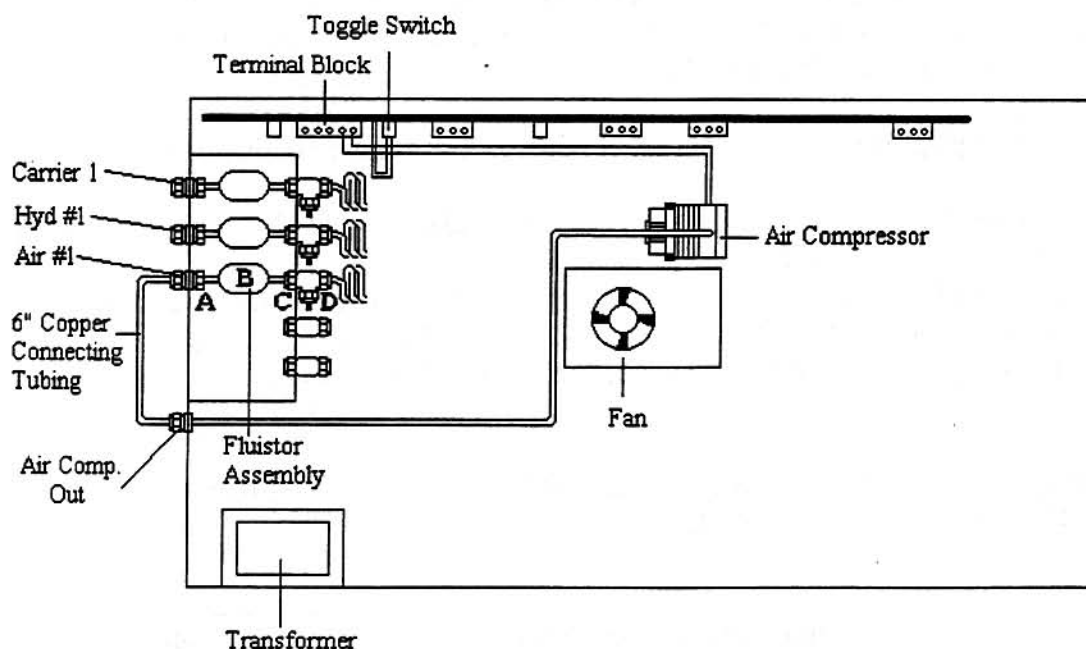 Toggle Switch
Terminal Block
Carrier 1
Hyd #1
Air #1
B
A
C
D
6" Copper
Connecting
Tubing
Air Compressor
Fan
Fluistor
Assembly
Air Comp.
Out
Transformer